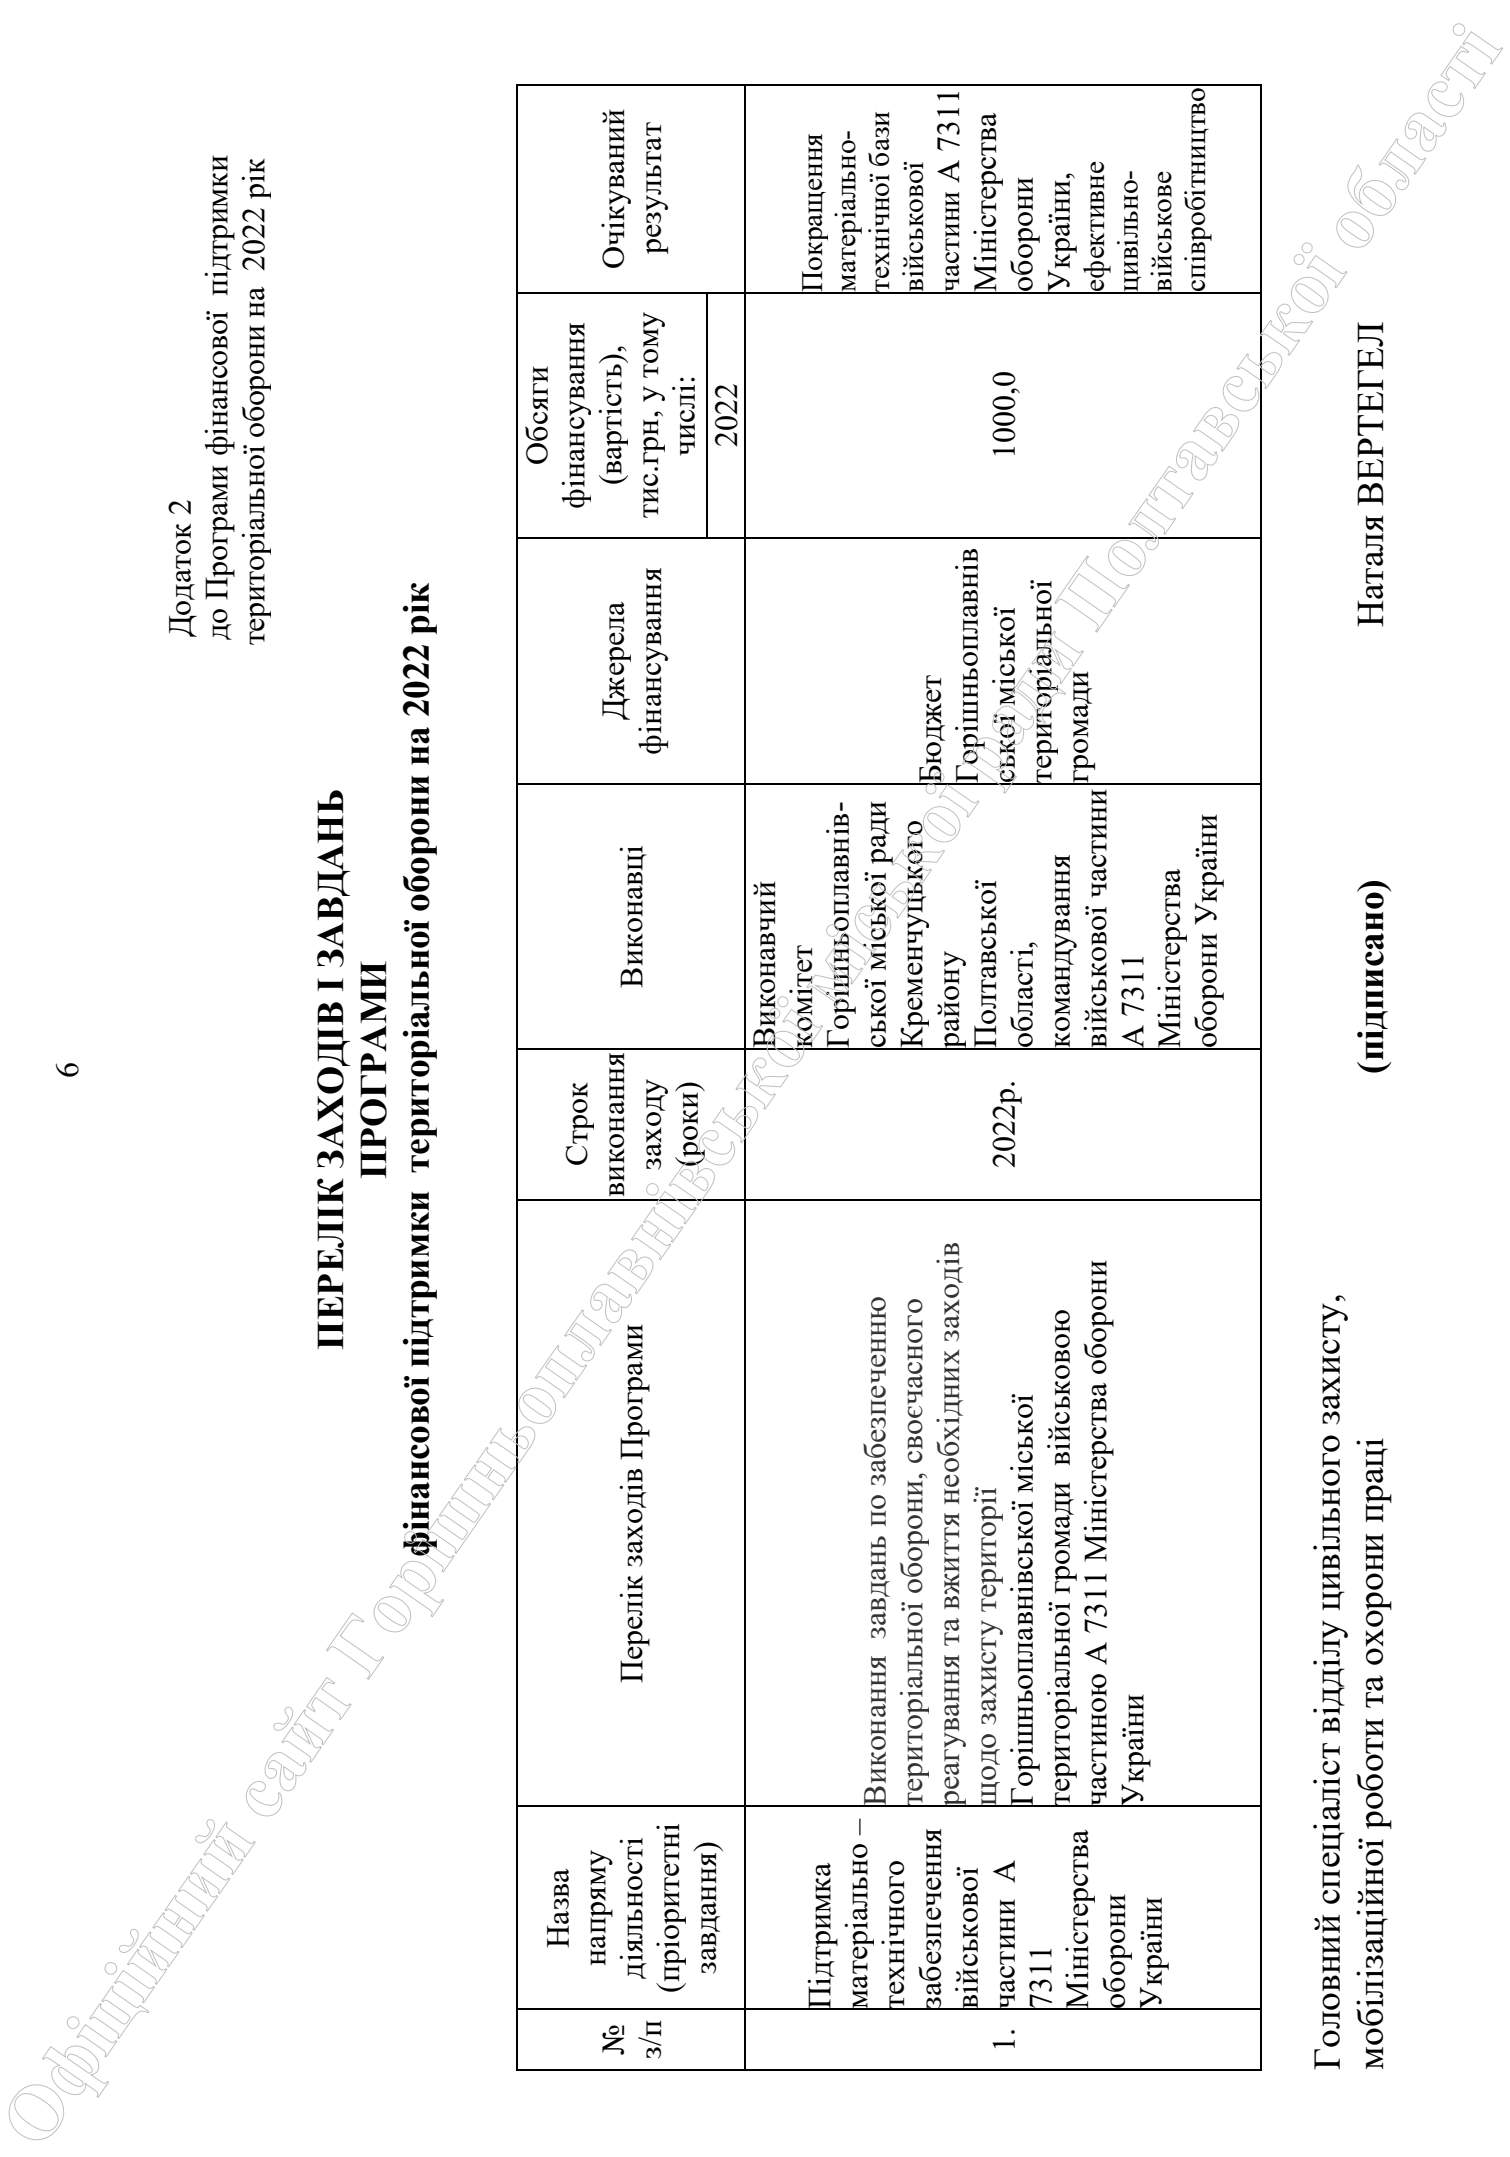 6
Додаток 2
до Програми фінансової підтримки
територіальної оборони на 2022 рік
ПЕРЕЛІК ЗАХОДІВ І ЗАВДАНЬ
ПРОГРАМИ
фінансової підтримки територіальної оборони на 2022 рік
№
з/п
Назва
напряму
діяльності
(пріоритетні
завдання)
Перелік заходів Програми
Строк
виконання
заходу
(роки)
Виконавці
Джерела
фінансування
Обсяги
фінансування
(вартість),
тис.грн, у тому
числі:
2022
Очікуваний
результат
1.
Підтримка
матеріально –
технічного
забезпечення
військової
частини А
7311
Міністерства
оборони
України
Виконання завдань по забезпеченню
територіальної оборони, своєчасного
реагування та вжиття необхідних заходів
щодо захисту території
Горішньоплавнівської міської
територіальної громади військовою
частиною А 7311 Міністерства оборони
України
2022р.
Виконавчий
комітет
Горішньоплавнів-
ської міської ради
Кременчуцького
району
Полтавської
області,
командування
військової частини
А 7311
Міністерства
оборони України
Бюджет
Горішньоплавнів
ської міської
територіальної
громади
1000,0
Покращення
матеріально-
технічної бази
військової
частини А 7311
Міністерства
оборони
України,
ефективне
цивільно-
військове
співробітництво
Головний спеціаліст відділу цивільного захисту,
мобілізаційної роботи та охорони праці (підписано) Наталя ВЕРТЕГЕЛ
Офіційний сайт Горішньоплавнівської міської ради Полтавської області